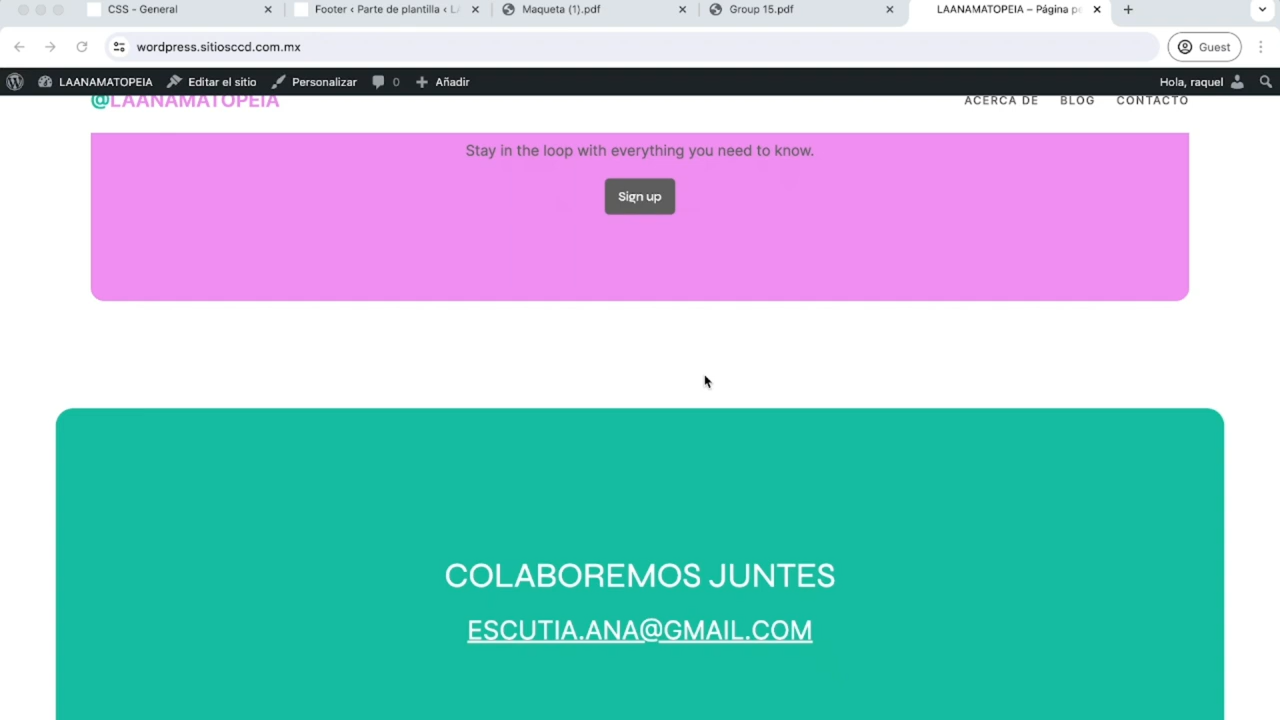 CSS - General
Footer ‹ Parte de plantilla ‹ L
Maqueta (1).pdf
Group 15.pdf
LAANAMATOPEIA – Página pe
wordpress.sitiosccd.com.mx
Guest
LAANAMATOPEIA
Editar el sitio
Personalizar
0
Añadir
Hola, raquel
@LAANAMATOPEIA
ACERCA DE
BLOG
CONTACTO
Stay in the loop with everything you need to know.
Sign up
COLABOREMOS JUNTES
ESCUTIA.ANA@GMAIL.COM